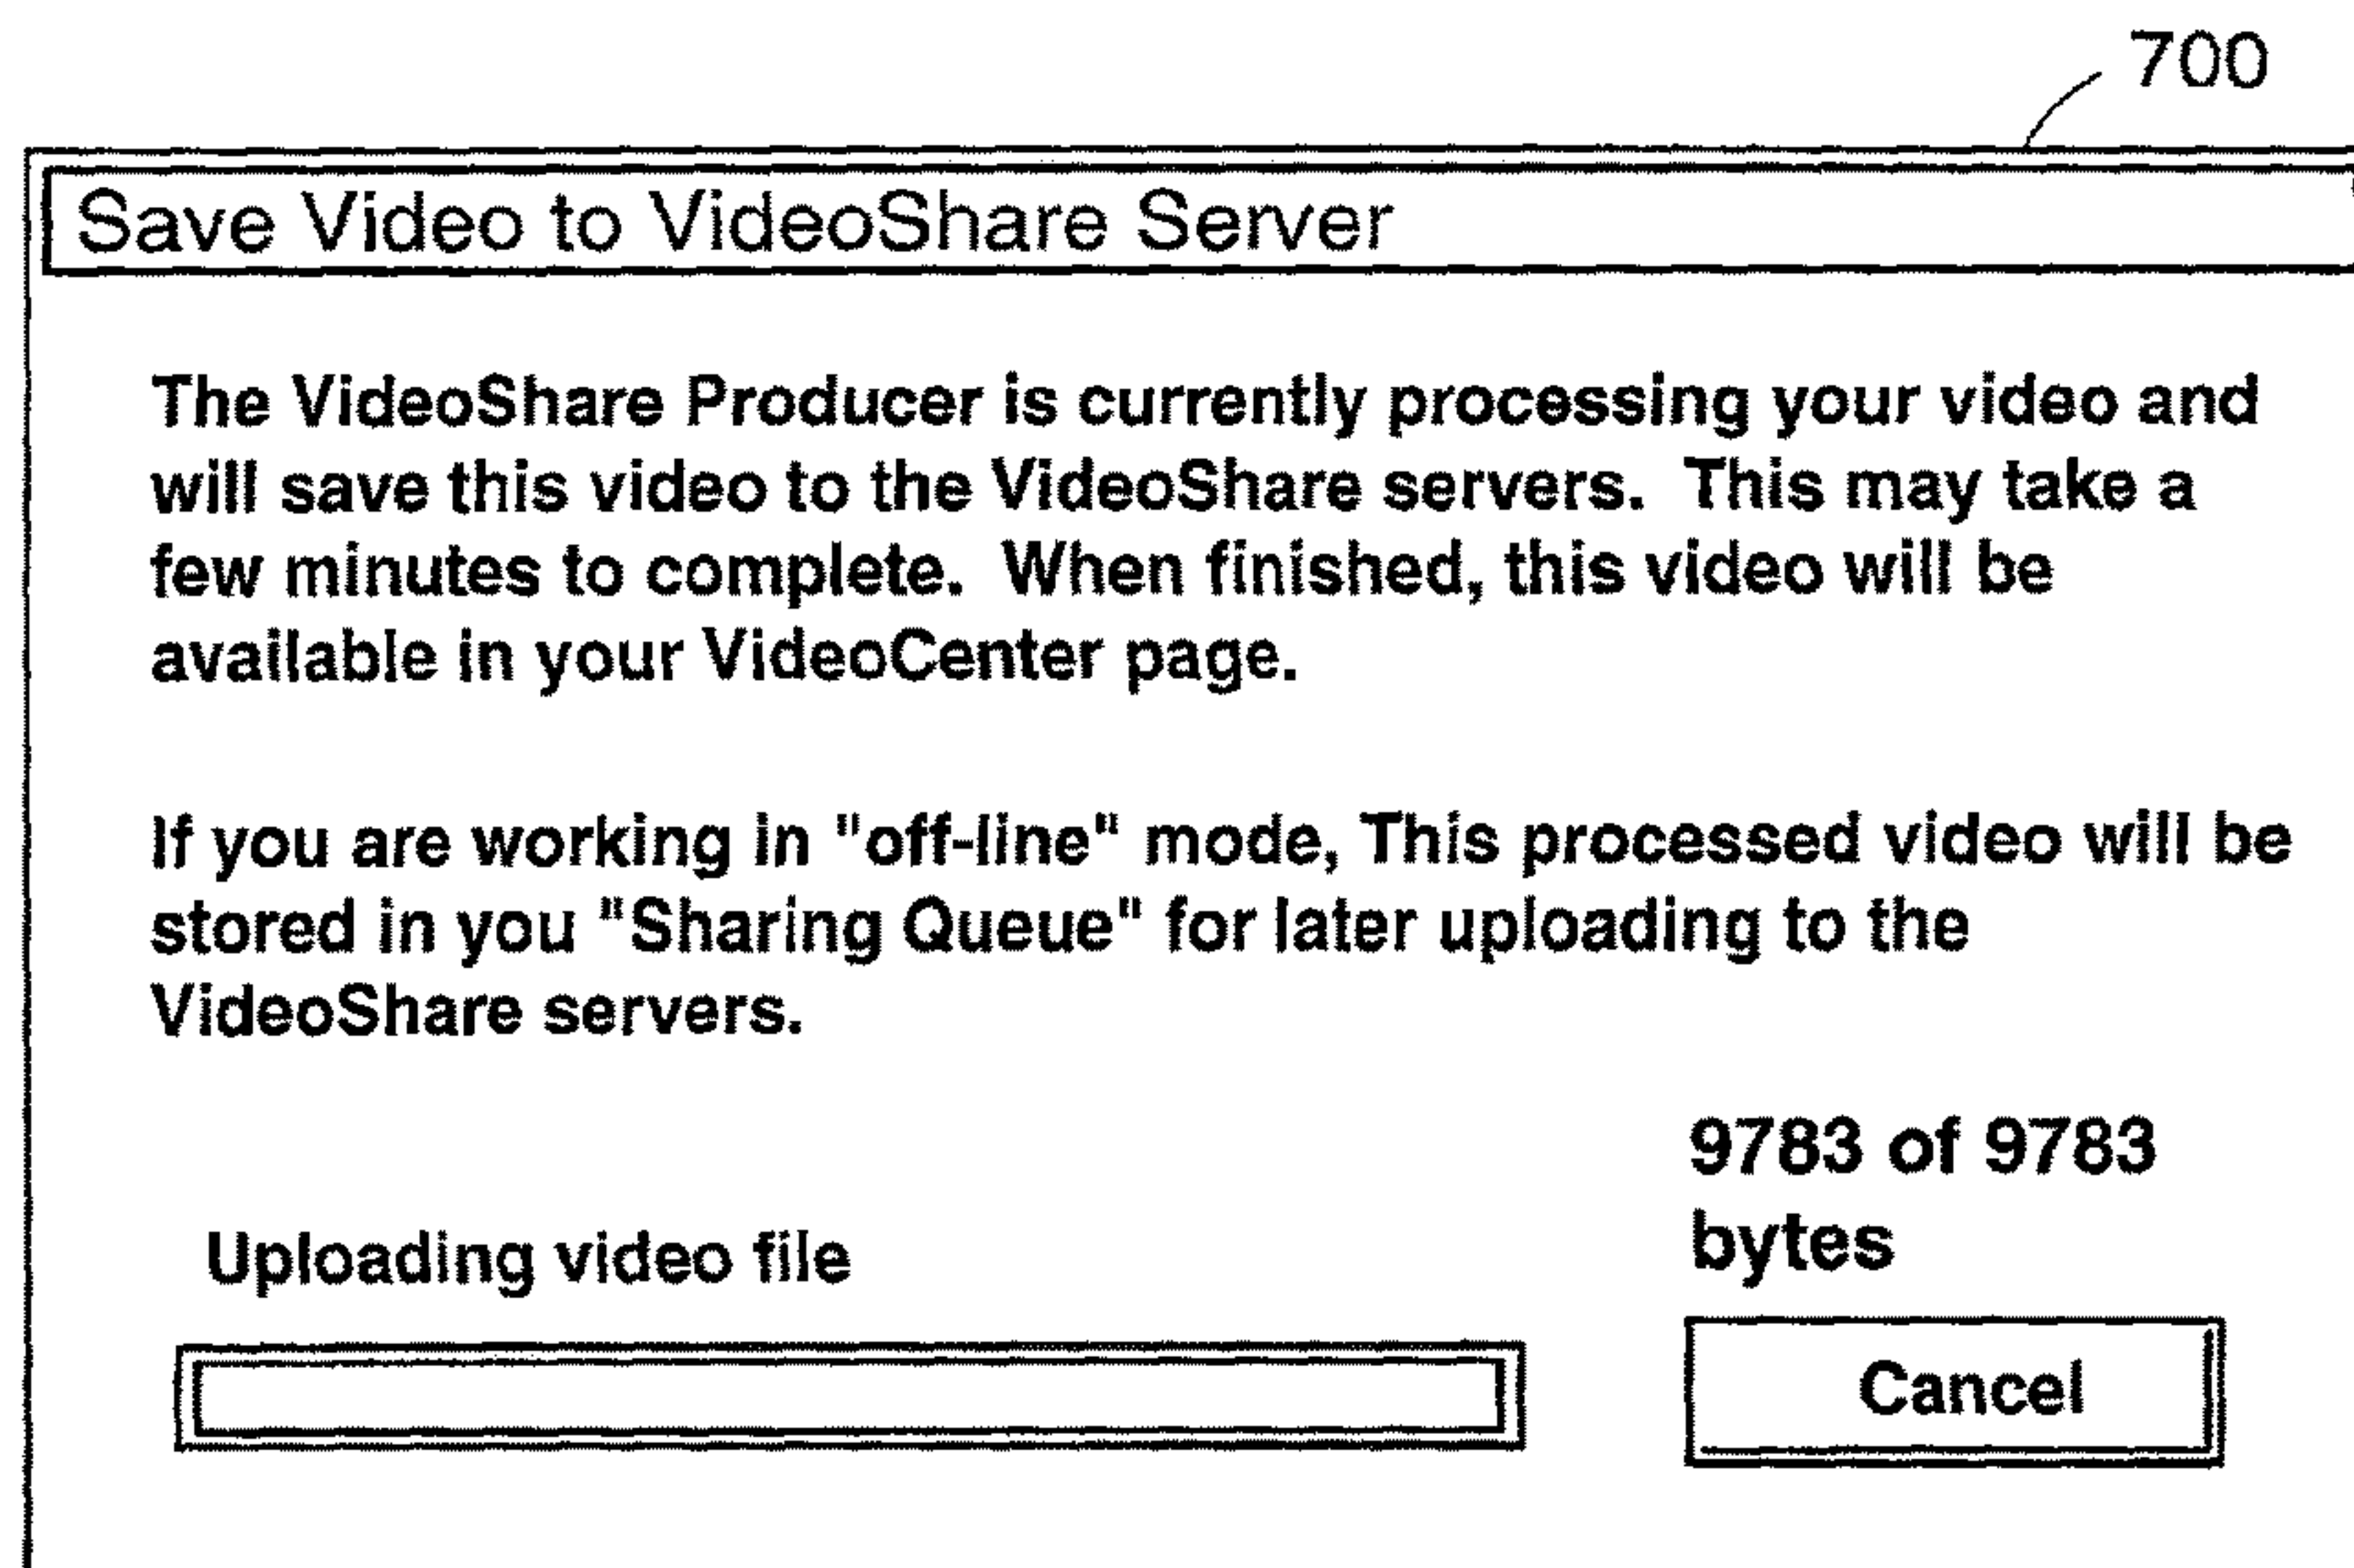 700
Save Video to VideoShare Server
The VideoShare Producer is currently processing your video and
will save this video to the VideoShare servers.  This may take a
few minutes to complete.  When finished, this video will be
available in your VideoCenter page.
If you are working in "off-line" mode, This processed video will be
stored in you "Sharing Queue" for later uploading to the
VideoShare servers.
9783 of 9783
bytes
Uploading video file
Cancel